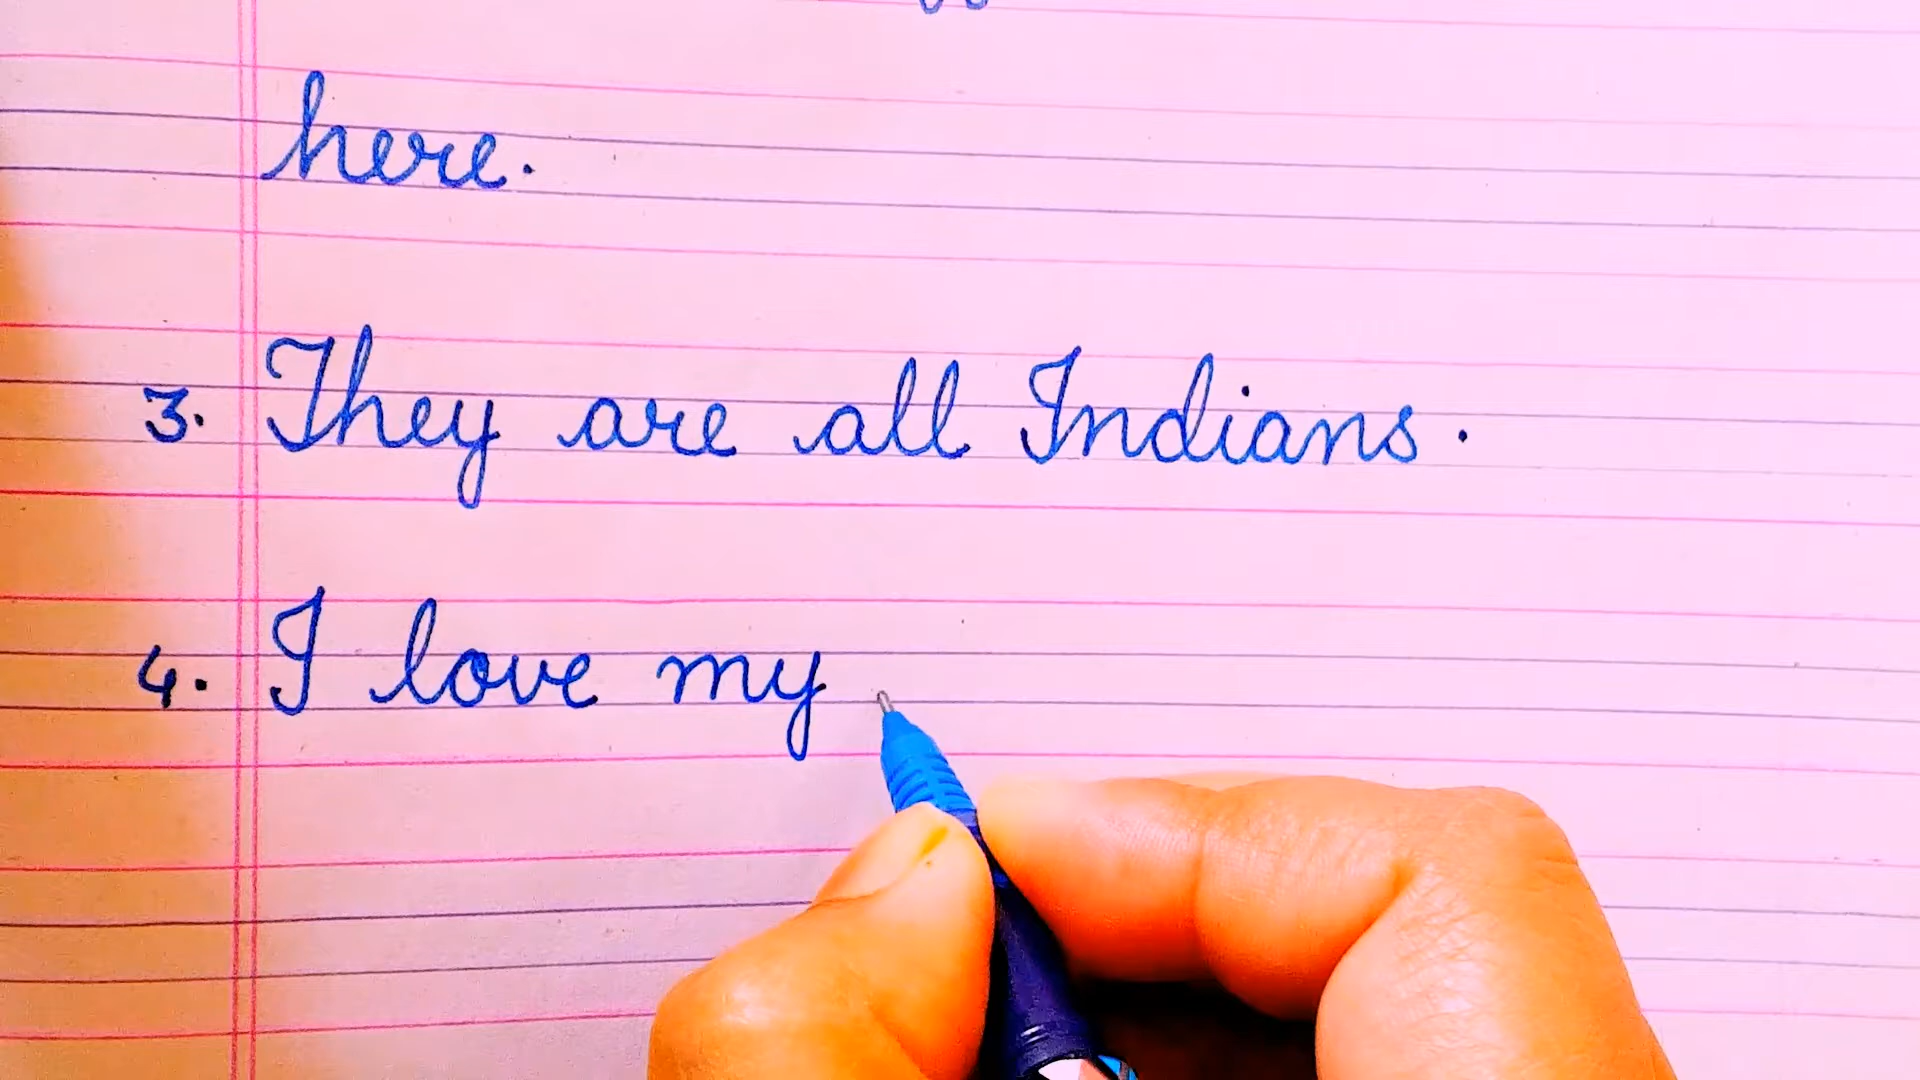 here.
3. They are all Indians.
4. I love my